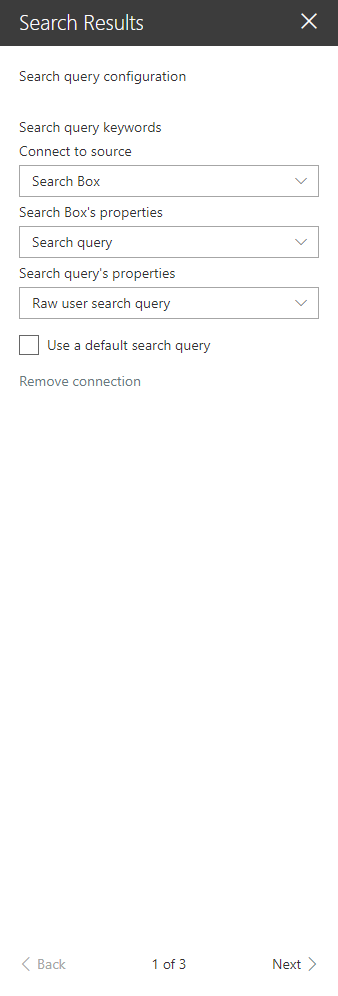 Search Results
Search query configuration
Search query keywords
Connect to source
Search Box
Search Box's properties
Search query
Search query's properties
Raw user search query
Use a default search query
Remove connection
Back 1 of 3 Next